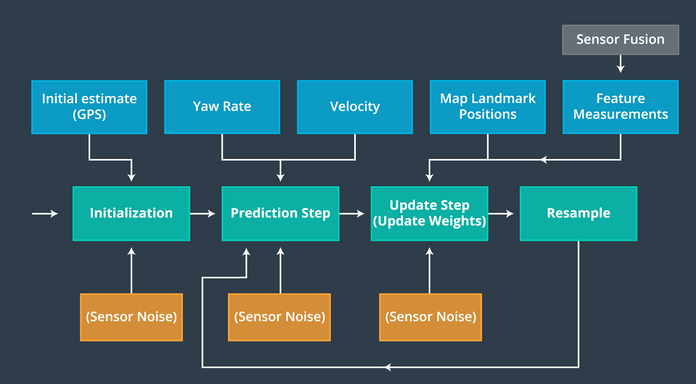 Sensor Fusion
Initial estimate
(GPS)
Yaw Rate
Velocity
Map Landmark
Positions
Feature
Measurements
Initialization
Prediction Step
Update Step
(Update Weights)
Resample
(Sensor Noise)
(Sensor Noise)
(Sensor Noise)